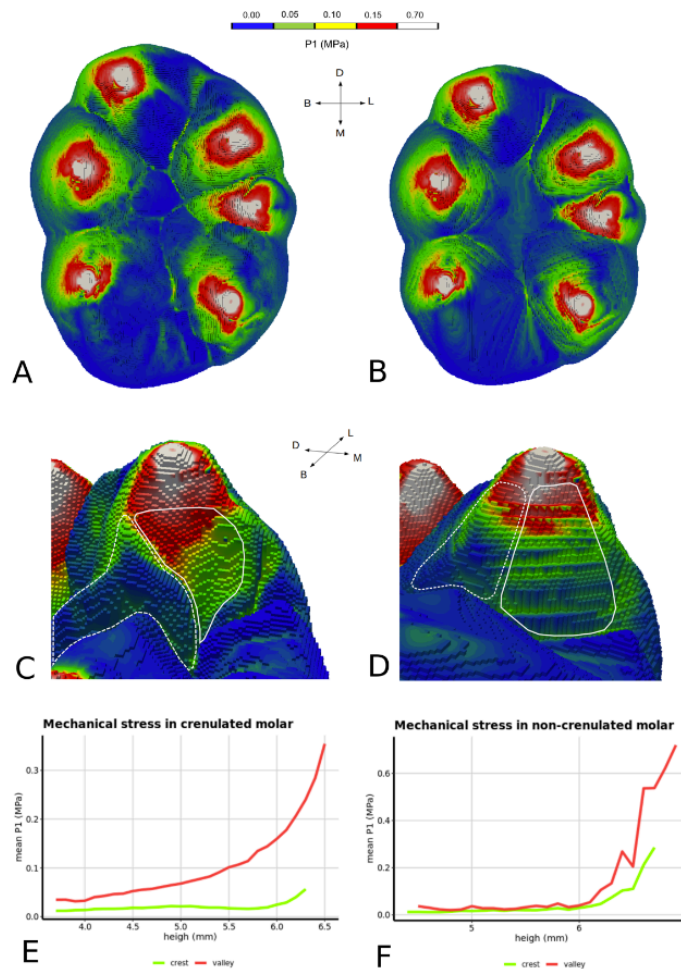 0.00 0.05 0.10 0.15 0.70
P1 (MPa)
D
B L
M
A
B
L
D
M
B
C
D
Mechanical stress in crenulated molar
mean P1 (MPa)
0.3
0.2
0.1
0.0
4.0 4.5 5.0 5.5 6.0 6.5
heigh (mm)
crest valley
E
Mechanical stress in non-crenulated molar
mean P1 (MPa)
0.6
0.4
0.2
0.0
5 6
heigh (mm)
crest valley
F